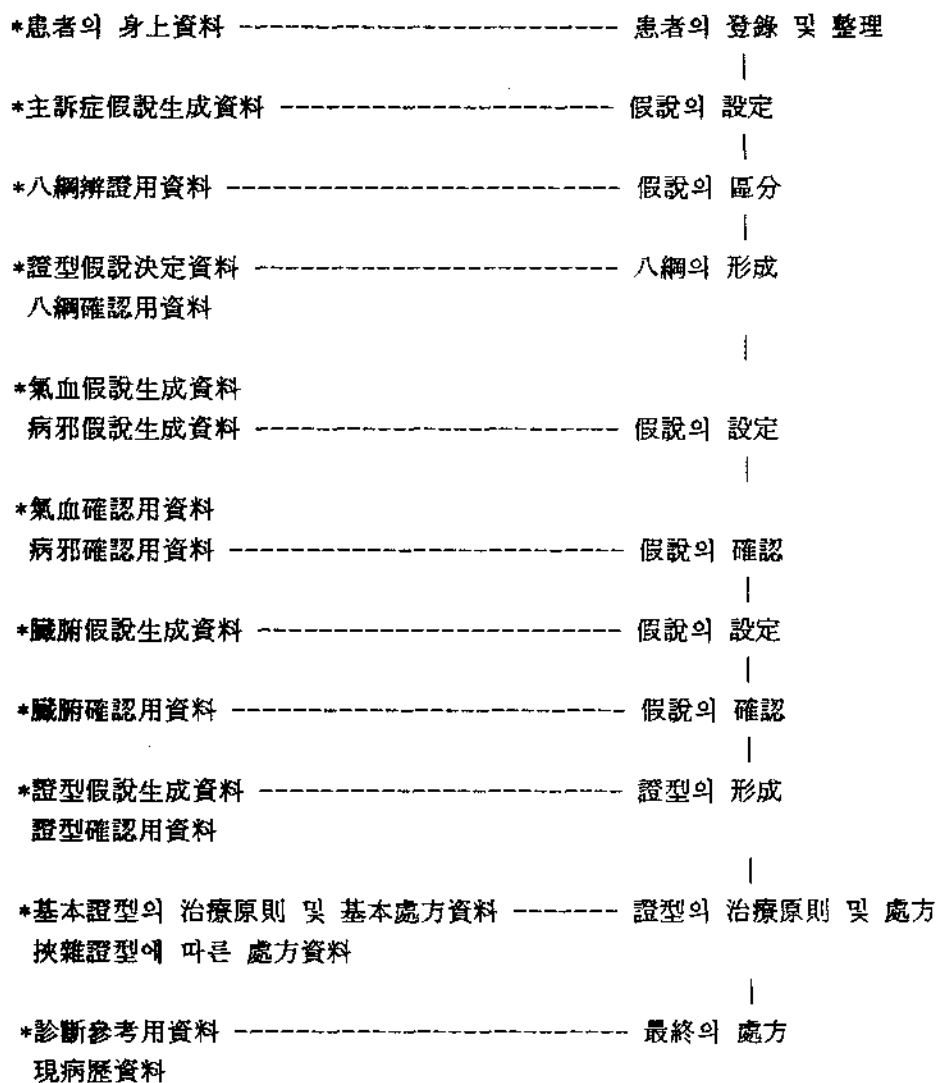 *患者의 身上資料 ---------------------- 患者의 登錄 및 整理
|
*主訴症假說生成資料 --------------------- 假說의 設定
|
*八綱辨證用資料 ----------------------- 假說의 區分
|
*證型假說決定資料 --------------------- 八綱의 形成
八綱確認用資料
|
*氣血假說生成資料
病邪假說生成資料 --------------------- 假說의 設定
|
*氣血確認用資料
病邪確認用資料 ----------------------- 假說의 確認
|
*臟腑假說生成資料 --------------------- 假說의 設定
|
*臟腑確認用資料 ----------------------- 假說의 確認
|
*證型假說生成資料 --------------------- 證型의 形成
證型確認用資料
|
*基本證型의 治療原則 및 基本處方資料 ------- 證型의 治療原則 및 處方
挾雜證型에 따른 處方資料
|
*診斷參考用資料 ----------------------- 最終의 處方
現病歷資料